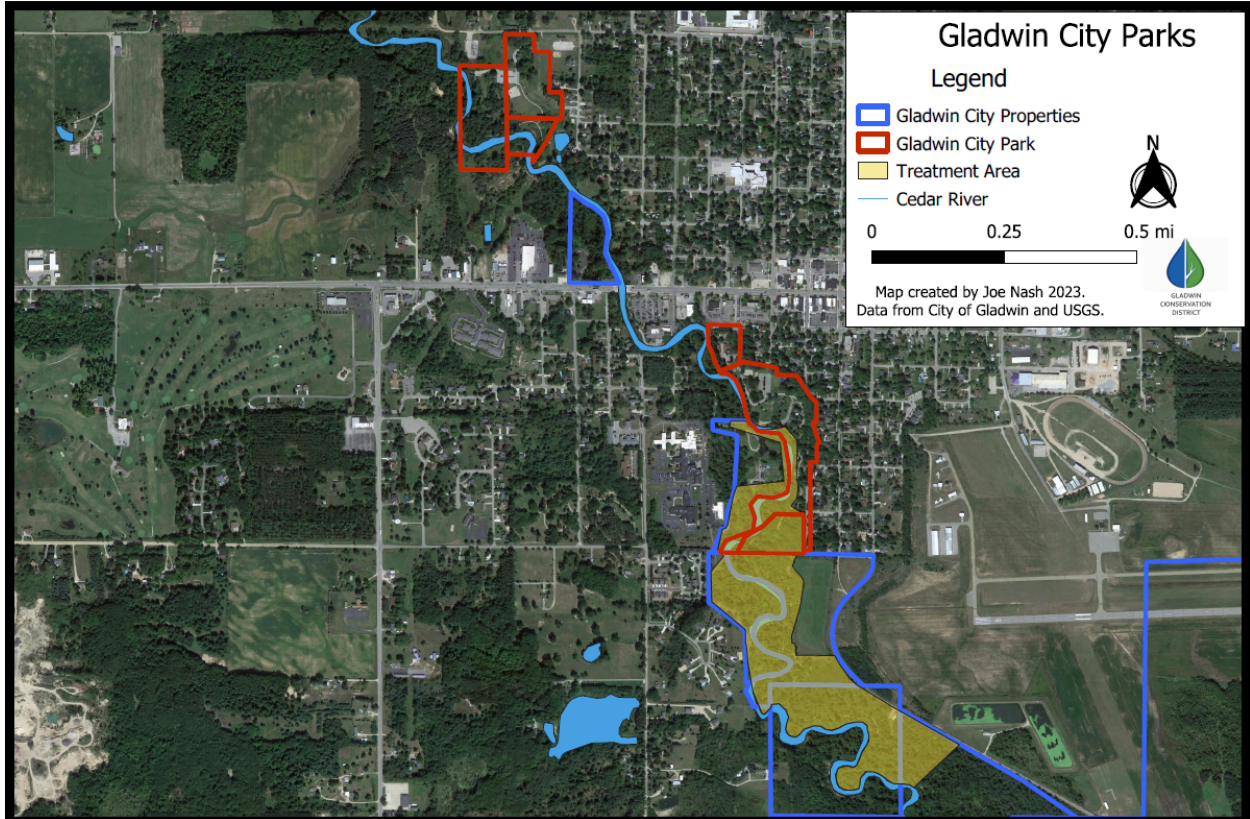 Gladwin City Parks
Legend
Gladwin City Properties
Gladwin City Park
Treatment Area
Cedar River
N
0 0.25 0.5 mi
Map created by Joe Nash 2023.
Data from City of Gladwin and USGS.
GLADWIN
CONSERVATION
DISTRICT